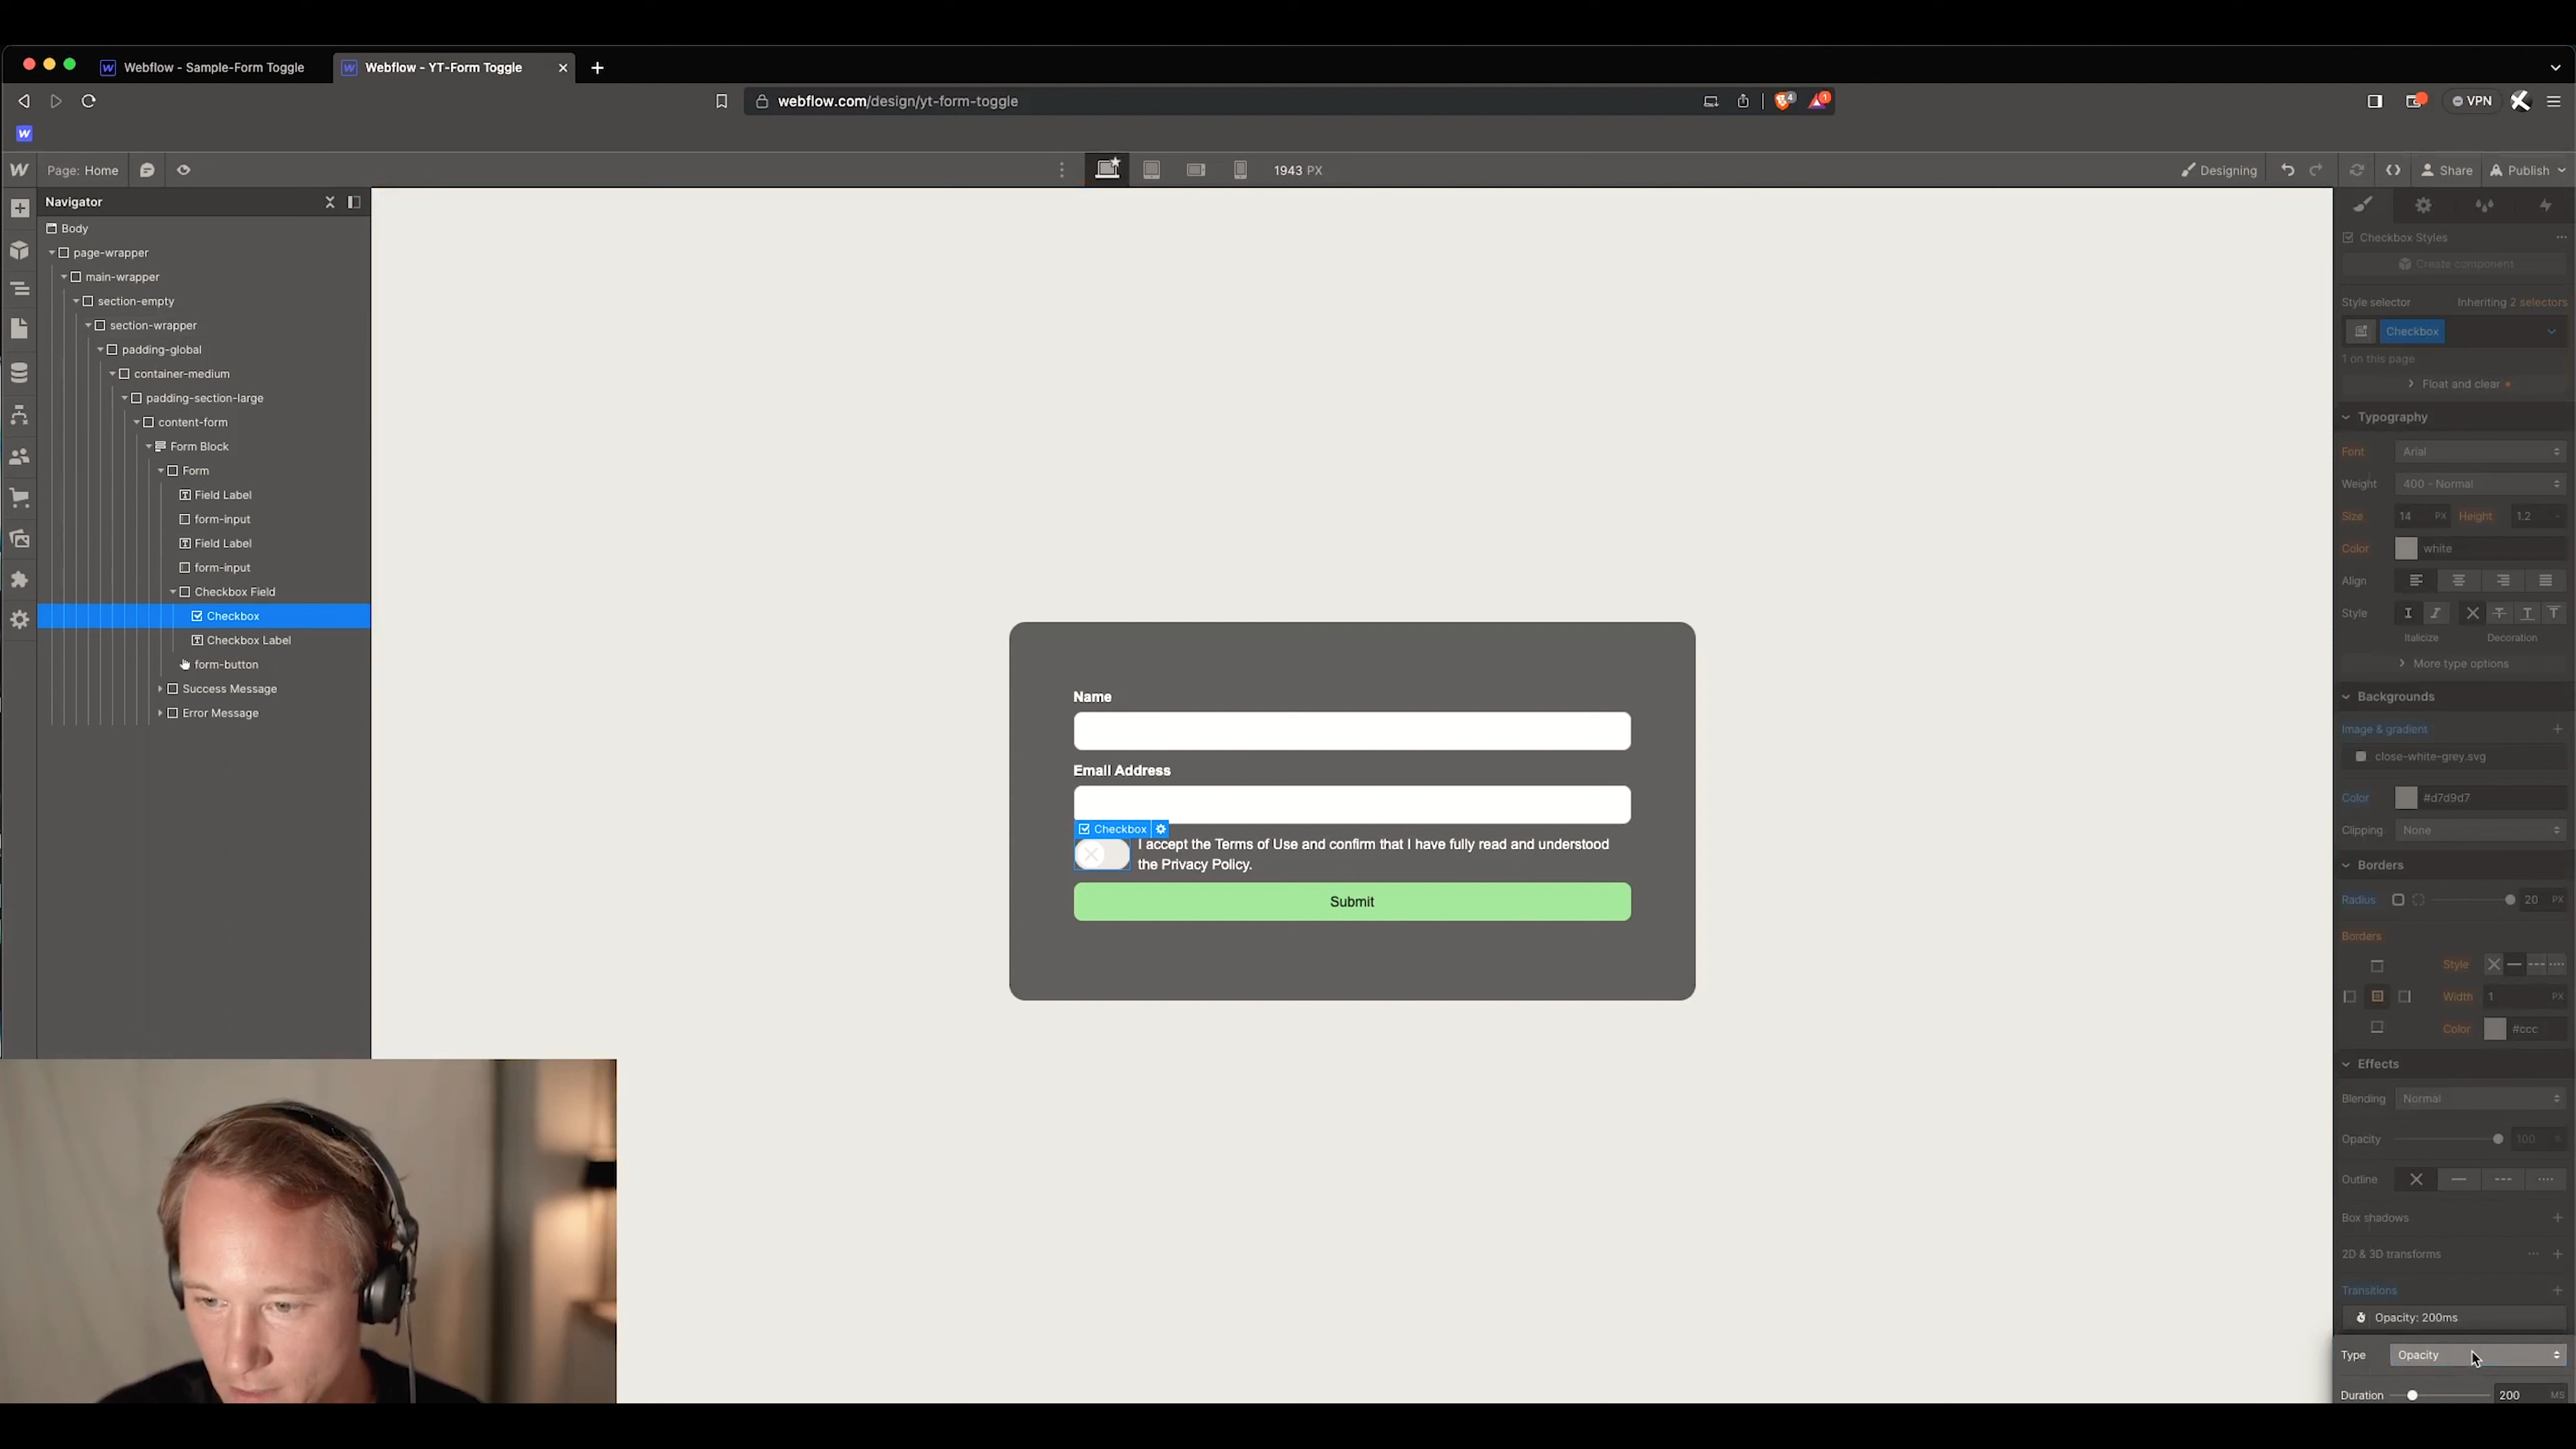 Webflow - Sample-Form Toggle
Webflow - YT-Form Toggle
webflow.com/design/yt-form-toggle
4
1
VPN
Page: Home
1943 PX
Designing
Share
Publish
Navigator
Body
page-wrapper
main-wrapper
section-empty
section-wrapper
padding-global
container-medium
padding-section-large
content-form
Form Block
Form
Field Label
form-input
Field Label
form-input
Checkbox Field
Checkbox
Checkbox Label
form-button
Success Message
Error Message
Name
Email Address
Checkbox
I accept the Terms of Use and confirm that I have fully read and understood
the Privacy Policy.
Submit
Checkbox Styles
Create component
Style selector
Inheriting 2 selectors
Checkbox
1 on this page
Float and clear
Typography
Font Arial
Weight 400 - Normal
Size 14 PX Height 1.2 -
Color white
Align
Style
Italicize Decoration
More type options
Backgrounds
Image & gradient
close-white-grey.svg
Color #d7d9d7
Clipping None
Borders
Radius 20 PX
Borders
Style
Width 1 PX
Color #ccc
Effects
Blending Normal
Opacity 100 %
Outline
Box shadows
2D & 3D transforms
Transitions
Opacity: 200ms
Type Opacity
Duration 200 MS